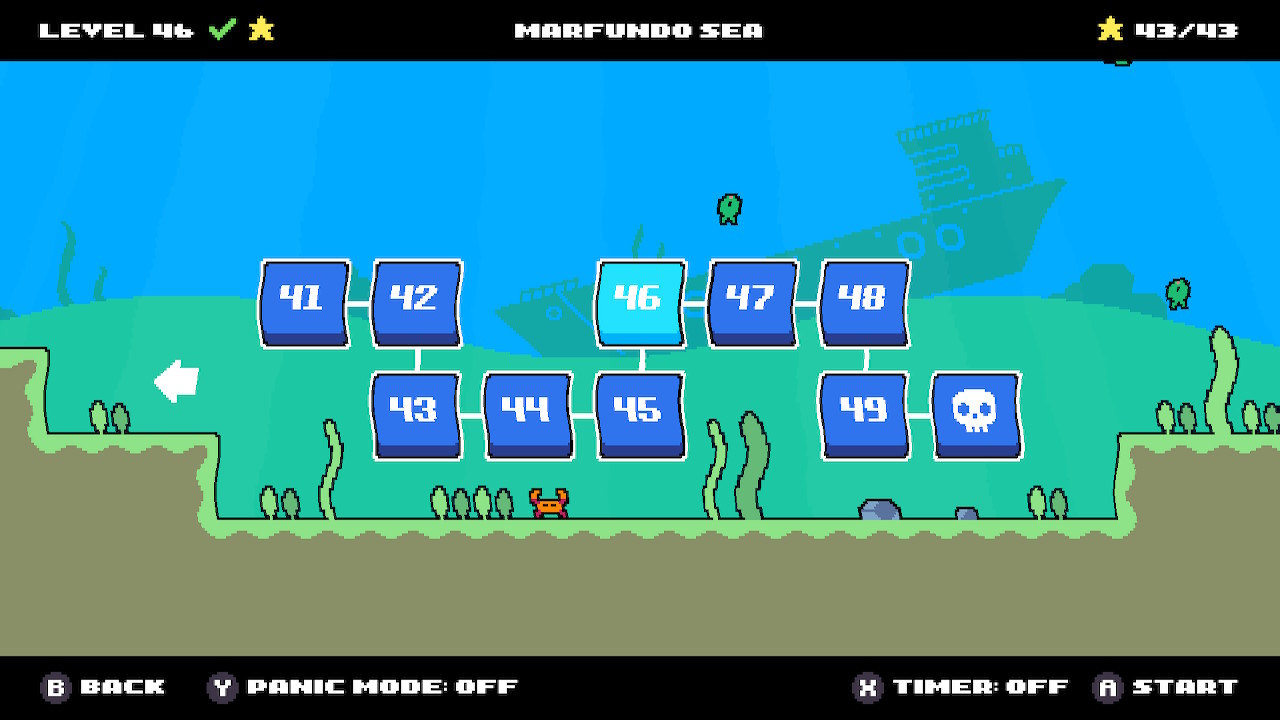 LEVEL 46
MARFUNDO SEA
43/43
41 42 46 47 48
43 44 45 49
B BACK
Y PANIC MODE: OFF
X TIMER: OFF
A START